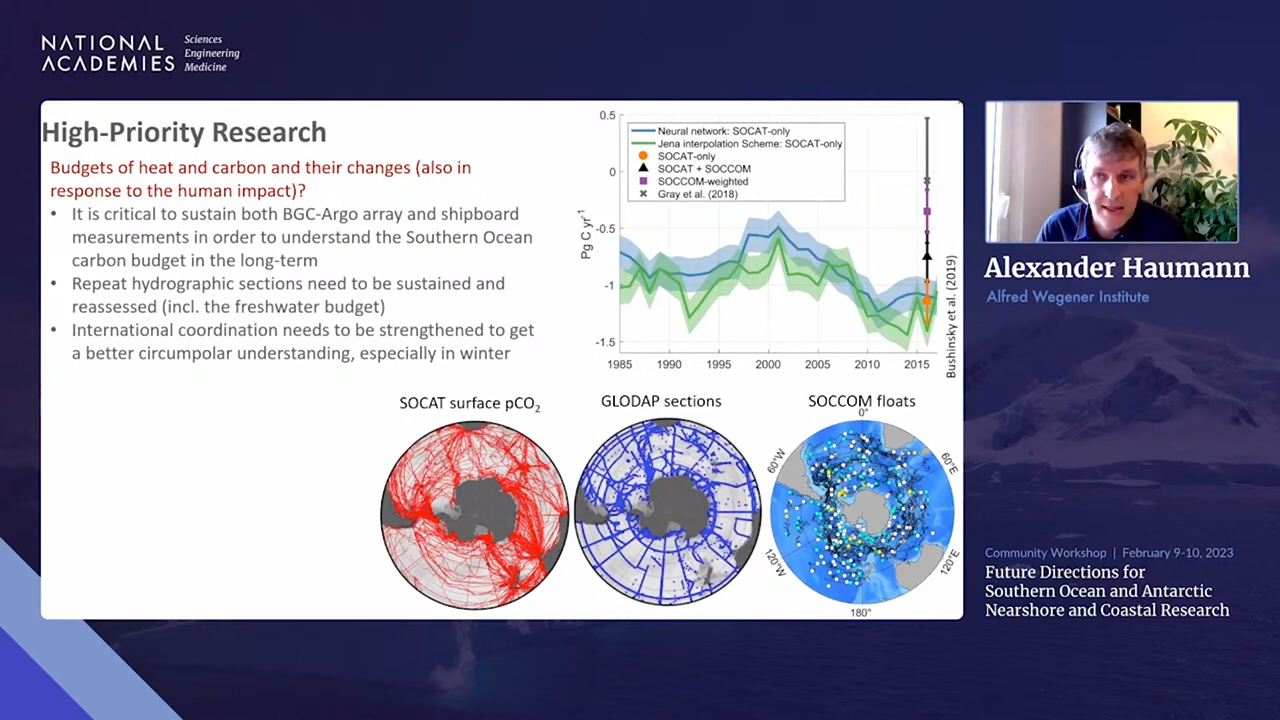 NATIONAL
ACADEMIES
Sciences
Engineering
Medicine
High-Priority Research
Budgets of heat and carbon and their changes (also in
response to the human impact)?
• It is critical to sustain both BGC-Argo array and shipboard
measurements in order to understand the Southern Ocean
carbon budget in the long-term
• Repeat hydrographic sections need to be sustained and
reassessed (incl. the freshwater budget)
• International coordination needs to be strengthened to get
a better circumpolar understanding, especially in winter
0.5
0
-0.5
-1
-1.5
Pg C yr⁻¹
Neural network: SOCAT-only
Jena interpolation Scheme: SOCAT-only
SOCAT-only
SOCAT + SOCCOM
SOCCOM-weighted
Gray et al. (2018)
1985 1990 1995 2000 2005 2010 2015
Bushinsky et al. (2019)
SOCAT surface pCO₂
GLODAP sections
SOCCOM floats
0°
60°W
60°E
120°W
120°E
180°
Alexander Haumann
Alfred Wegener Institute
Community Workshop | February 9-10, 2023
Future Directions for
Southern Ocean and Antarctic
Nearshore and Coastal Research